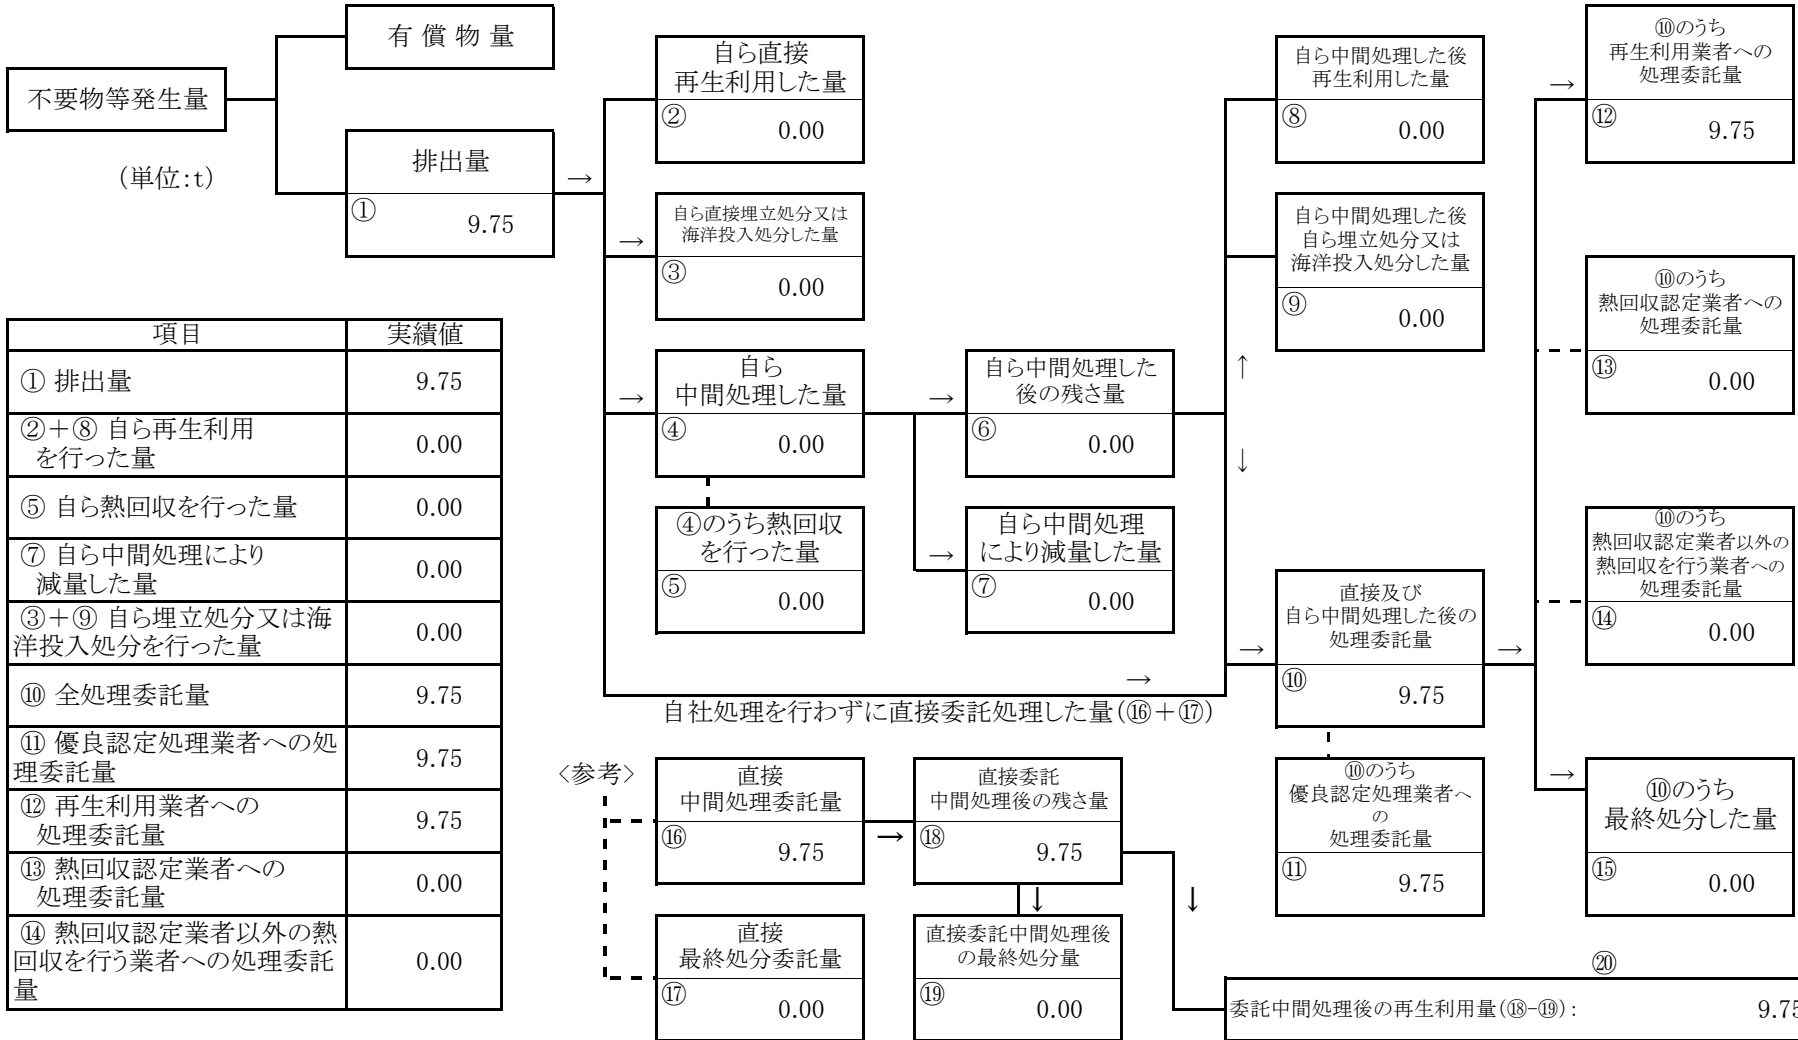 不要物等発生量
(単位:t)
有償物量
排出量
①
9.75
→
自ら直接
再生利用した量
②
0.00
→
自ら直接埋立処分又は
海洋投入処分した量
③
0.00
→
自ら
中間処理した量
④
0.00
④のうち熱回収
を行った量
⑤
0.00
→
自ら中間処理した
後の残さ量
⑥
0.00
→
自ら中間処理
により減量した量
⑦
0.00
→
自社処理を行わずに直接委託処理した量(⑯+⑰)
↑
↓
自ら中間処理した後
再生利用した量
⑧
0.00
自ら中間処理した後
自ら埋立処分又は
海洋投入処分した量
⑨
0.00
→
直接及び
自ら中間処理した後の
処理委託量
⑩
9.75
⑩のうち
優良認定処理業者へ
の
処理委託量
⑪
9.75
→
→
⑩のうち
再生利用業者への
処理委託量
⑫
9.75
⑩のうち
熱回収認定業者への
処理委託量
⑬
0.00
⑩のうち
熱回収認定業者以外の
熱回収を行う業者への
処理委託量
⑭
0.00
→
⑩のうち
最終処分した量
⑮
0.00
項目 実績値
① 排出量 9.75
②+⑧ 自ら再生利用
を行った量 0.00
⑤ 自ら熱回収を行った量 0.00
⑦ 自ら中間処理により
減量した量 0.00
③+⑨ 自ら埋立処分又は海
洋投入処分を行った量 0.00
⑩ 全処理委託量 9.75
⑪ 優良認定処理業者への処
理委託量 9.75
⑫ 再生利用業者への
処理委託量 9.75
⑬ 熱回収認定業者への
処理委託量 0.00
⑭ 熱回収認定業者以外の熱
回収を行う業者への処理委託
量 0.00
<参考>
直接
中間処理委託量
⑯
9.75
→
直接委託
中間処理後の残さ量
⑱
9.75
↓
↓
直接
最終処分委託量
⑰
0.00
直接委託中間処理後
の最終処分量
⑲
0.00
⑳
委託中間処理後の再生利用量(⑱-⑲): 9.75